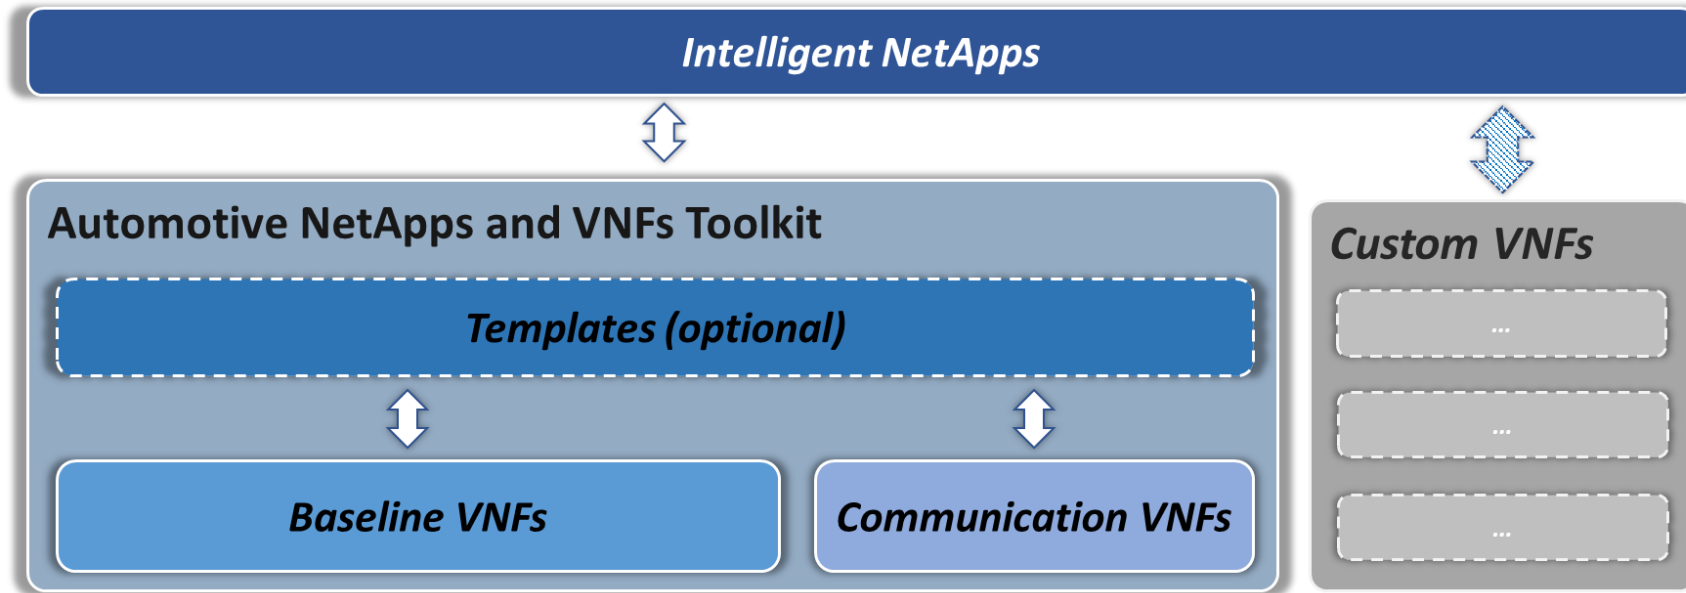 Intelligent NetApps
Automotive NetApps and VNFs Toolkit
Custom VNFs
Templates (optional)
...
...
Baseline VNFs
Communication VNFs
...